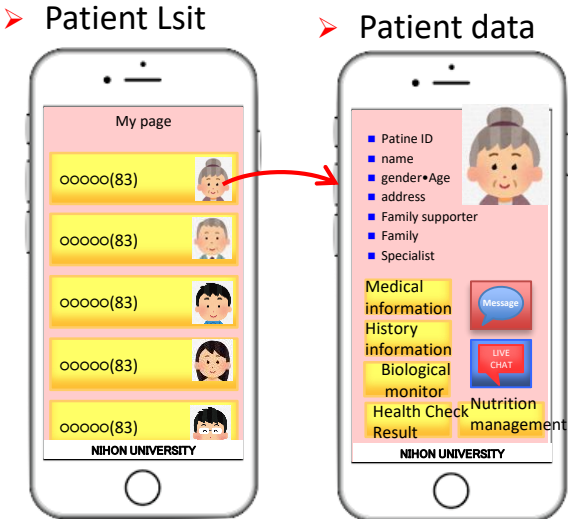 Patient Lsit
My page
ooooo(83)
ooooo(83)
ooooo(83)
ooooo(83)
ooooo(83)
NIHON UNIVERSITY
Patient data
Patine ID
name
gender•Age
address
Family supporter
Family
Specialist
Medical
information
History
information
Biological
monitor
Health Check
Result
Message
LIVE
CHAT
Nutrition
management
NIHON UNIVERSITY